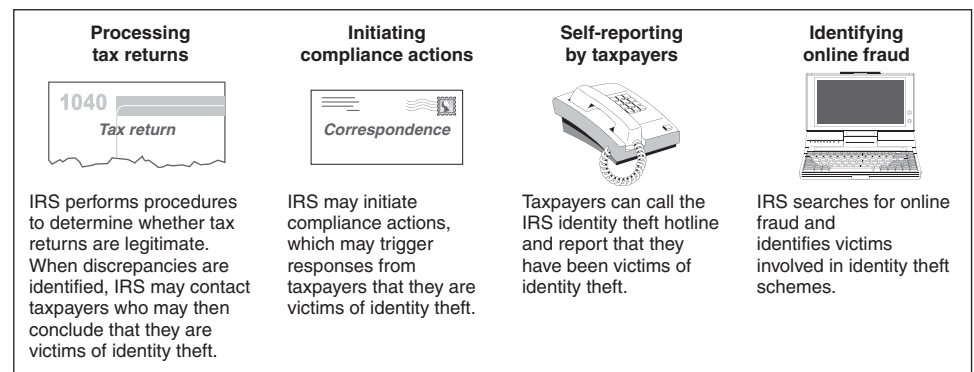 Processing
tax returns
1040
Tax return
IRS performs procedures
to determine whether tax
returns are legitimate.
When discrepancies are
identified, IRS may contact
taxpayers who may then
conclude that they are
victims of identity theft.
Initiating
compliance actions
Correspondence
IRS may initiate
compliance actions,
which may trigger
responses from
taxpayers that they are
victims of identity theft.
Self-reporting
by taxpayers
Taxpayers can call the
IRS identity theft hotline
and report that they
have been victims of
identity theft.
Identifying
online fraud
IRS searches for online
fraud and
identifies victims
involved in identity theft
schemes.